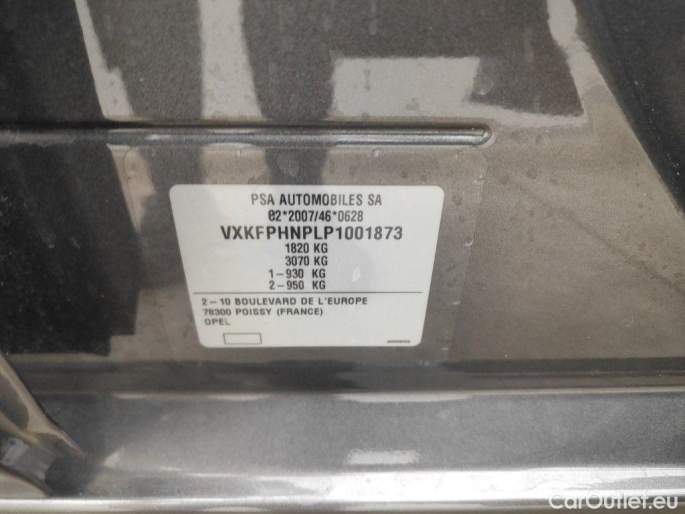 PSA AUTOMOBILES SA
e2*2007/46*0628
VXKFPHNPLP1001873
1820 KG
3070 KG
1-930 KG
2-950 KG
2-10 BOULEVARD DE L'EUROPE
78300 POISSY (FRANCE)
OPEL
CarOutlet.eu